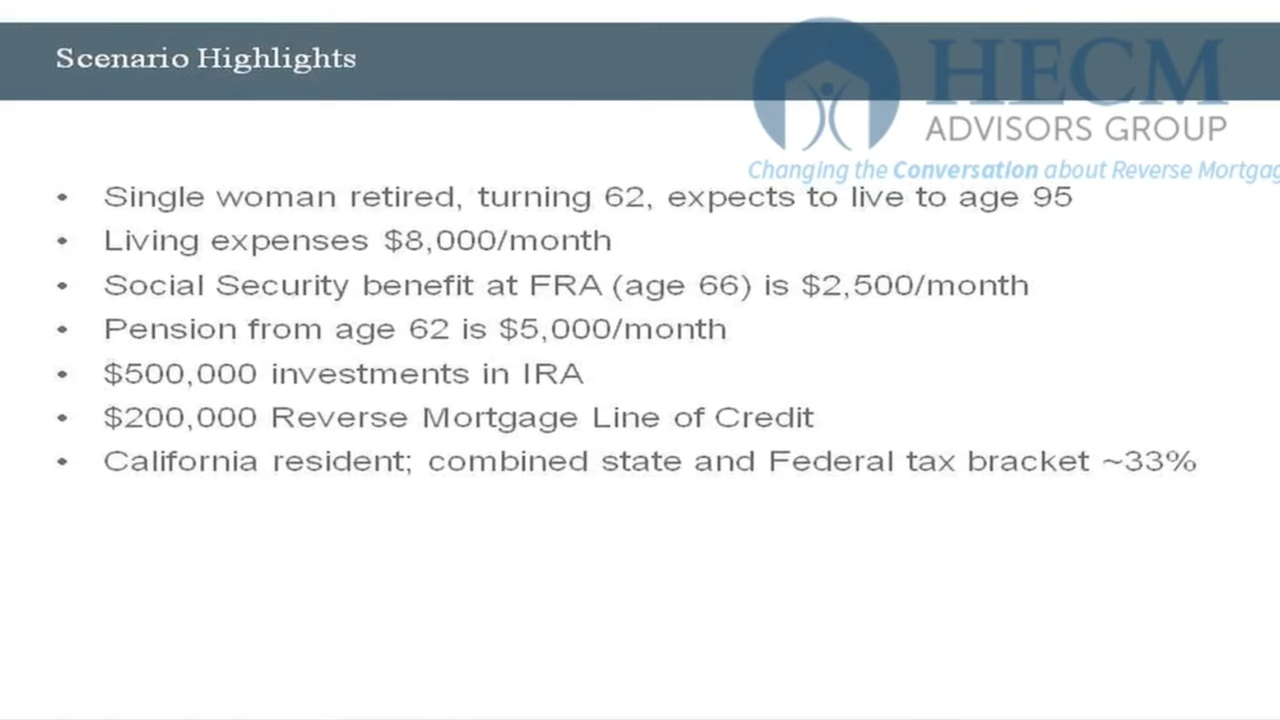 Scenario Highlights
HECM
ADVISORS GROUP
Changing the Conversation about Reverse Mortgag
• Single woman retired, turning 62, expects to live to age 95
• Living expenses $8,000/month
• Social Security benefit at FRA (age 66) is $2,500/month
• Pension from age 62 is $5,000/month
• $500,000 investments in IRA
• $200,000 Reverse Mortgage Line of Credit
• California resident; combined state and Federal tax bracket ~33%